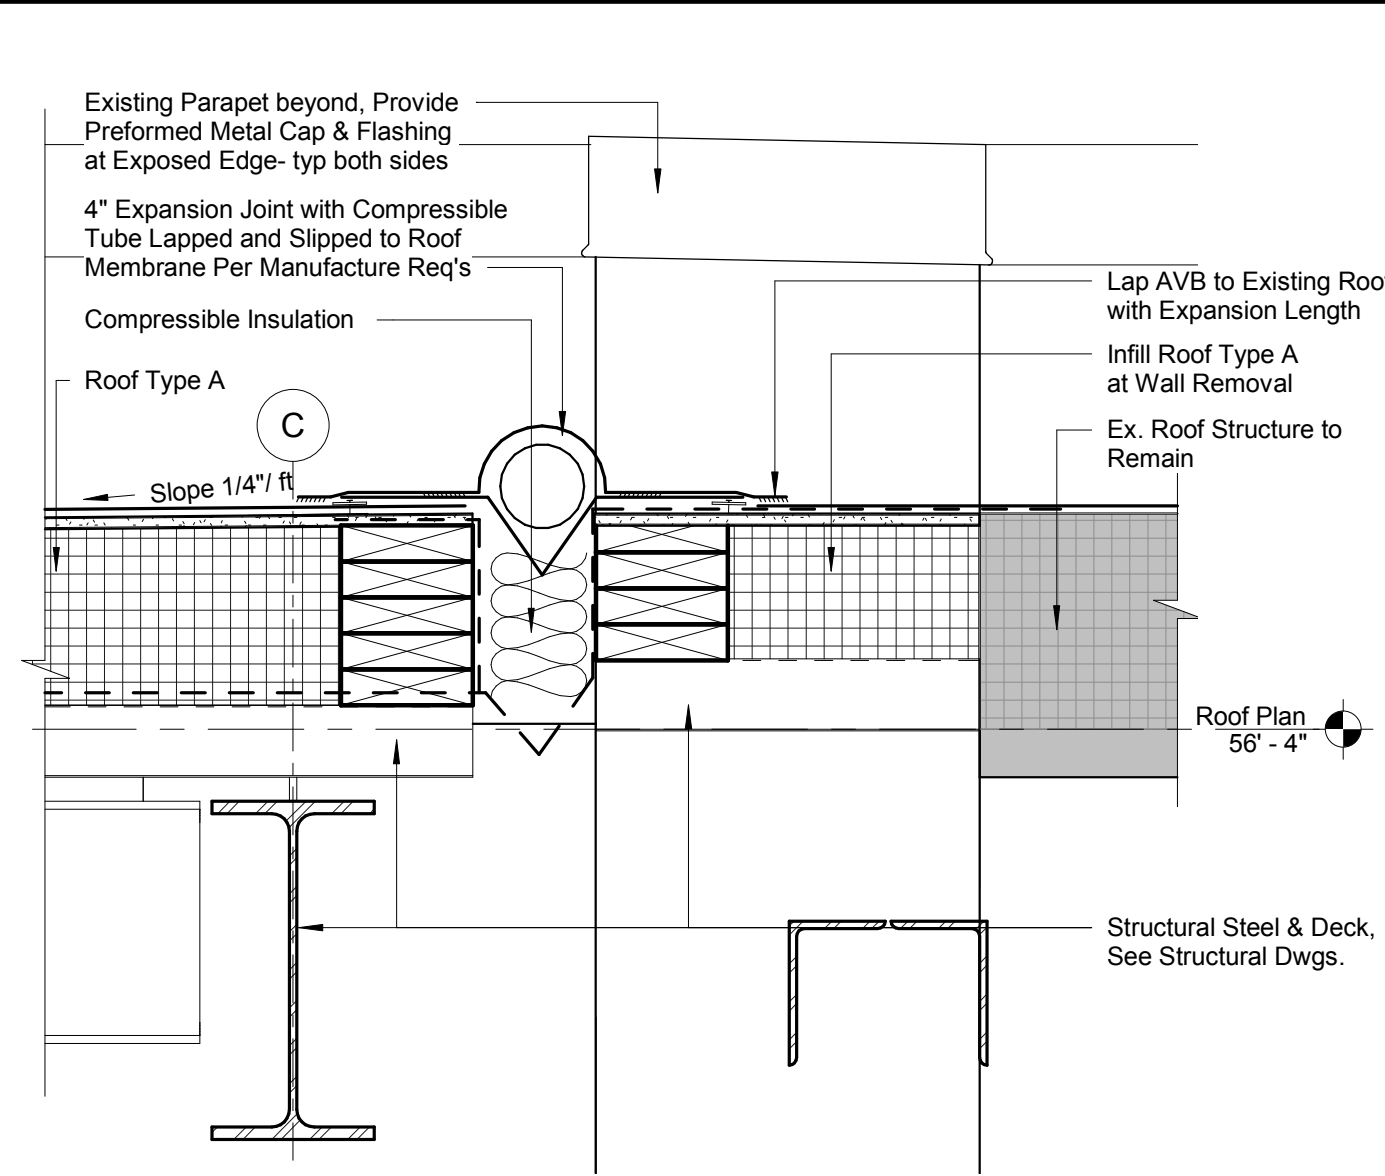 Existing Parapet beyond, Provide
Preformed Metal Cap & Flashing
at Exposed Edge- typ both sides
4" Expansion Joint with Compressible
Tube Lapped and Slipped to Roof
Membrane Per Manufacture Req's
Compressible Insulation
Roof Type A
C
Slope 1/4"/ ft
Lap AVB to Existing Roof
with Expansion Length
Infill Roof Type A
at Wall Removal
Ex. Roof Structure to
Remain
Roof Plan
56' - 4"
Structural Steel & Deck,
See Structural Dwgs.